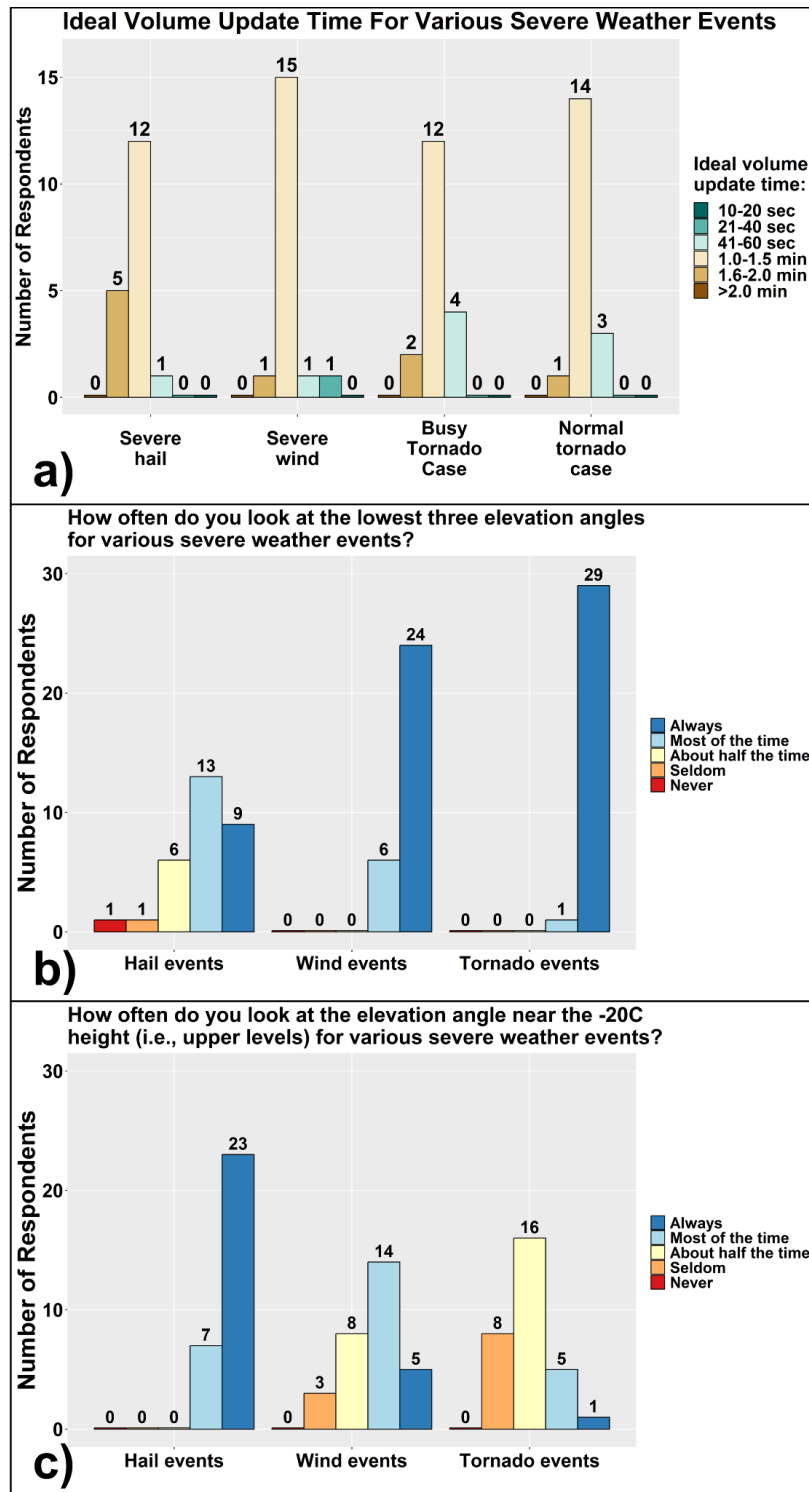 Ideal Volume Update Time For Various Severe Weather Events
Number of Respondents
15
10
5
0
0
5
12
1
0
0
0
1
15
1
1
0
0
2
12
4
0
0
0
1
14
3
0
0
Severe
hail
Severe
wind
Busy
Tornado
Case
Normal
tornado
case
Ideal volume
update time:
10-20 sec
21-40 sec
41-60 sec
1.0-1.5 min
1.6-2.0 min
>2.0 min
a)
How often do you look at the lowest three elevation angles
for various severe weather events?
Number of Respondents
30
20
10
0
1
1
6
13
9
0
0
0
6
24
0
0
0
1
29
Hail events
Wind events
Tornado events
Always
Most of the time
About half the time
Seldom
Never
b)
How often do you look at the elevation angle near the -20C
height (i.e., upper levels) for various severe weather events?
Number of Respondents
30
20
10
0
0
0
0
7
23
0
3
8
14
5
0
8
16
5
1
Hail events
Wind events
Tornado events
Always
Most of the time
About half the time
Seldom
Never
c)